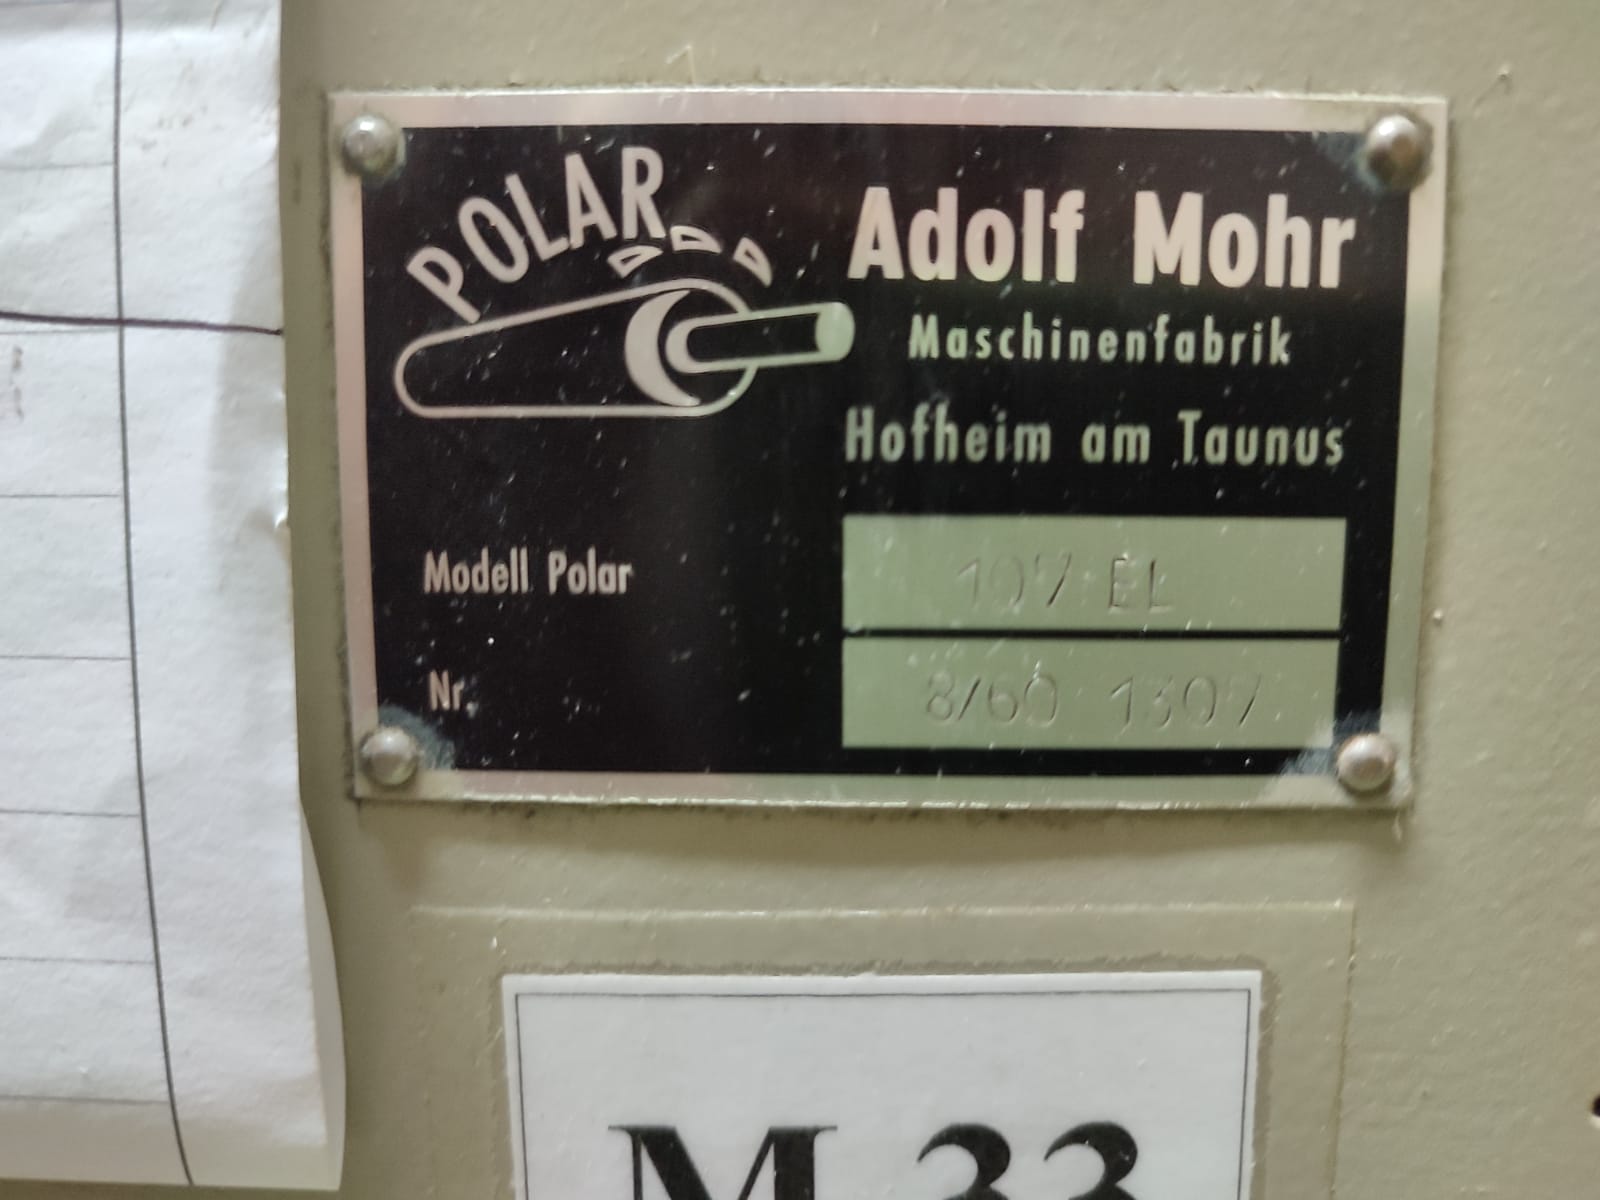 POLAR
Adolf Mohr
Maschinenfabrik
Hofheim am Taunus
Modell Polar 107 EL
Nr. 8/60 1307
M 33